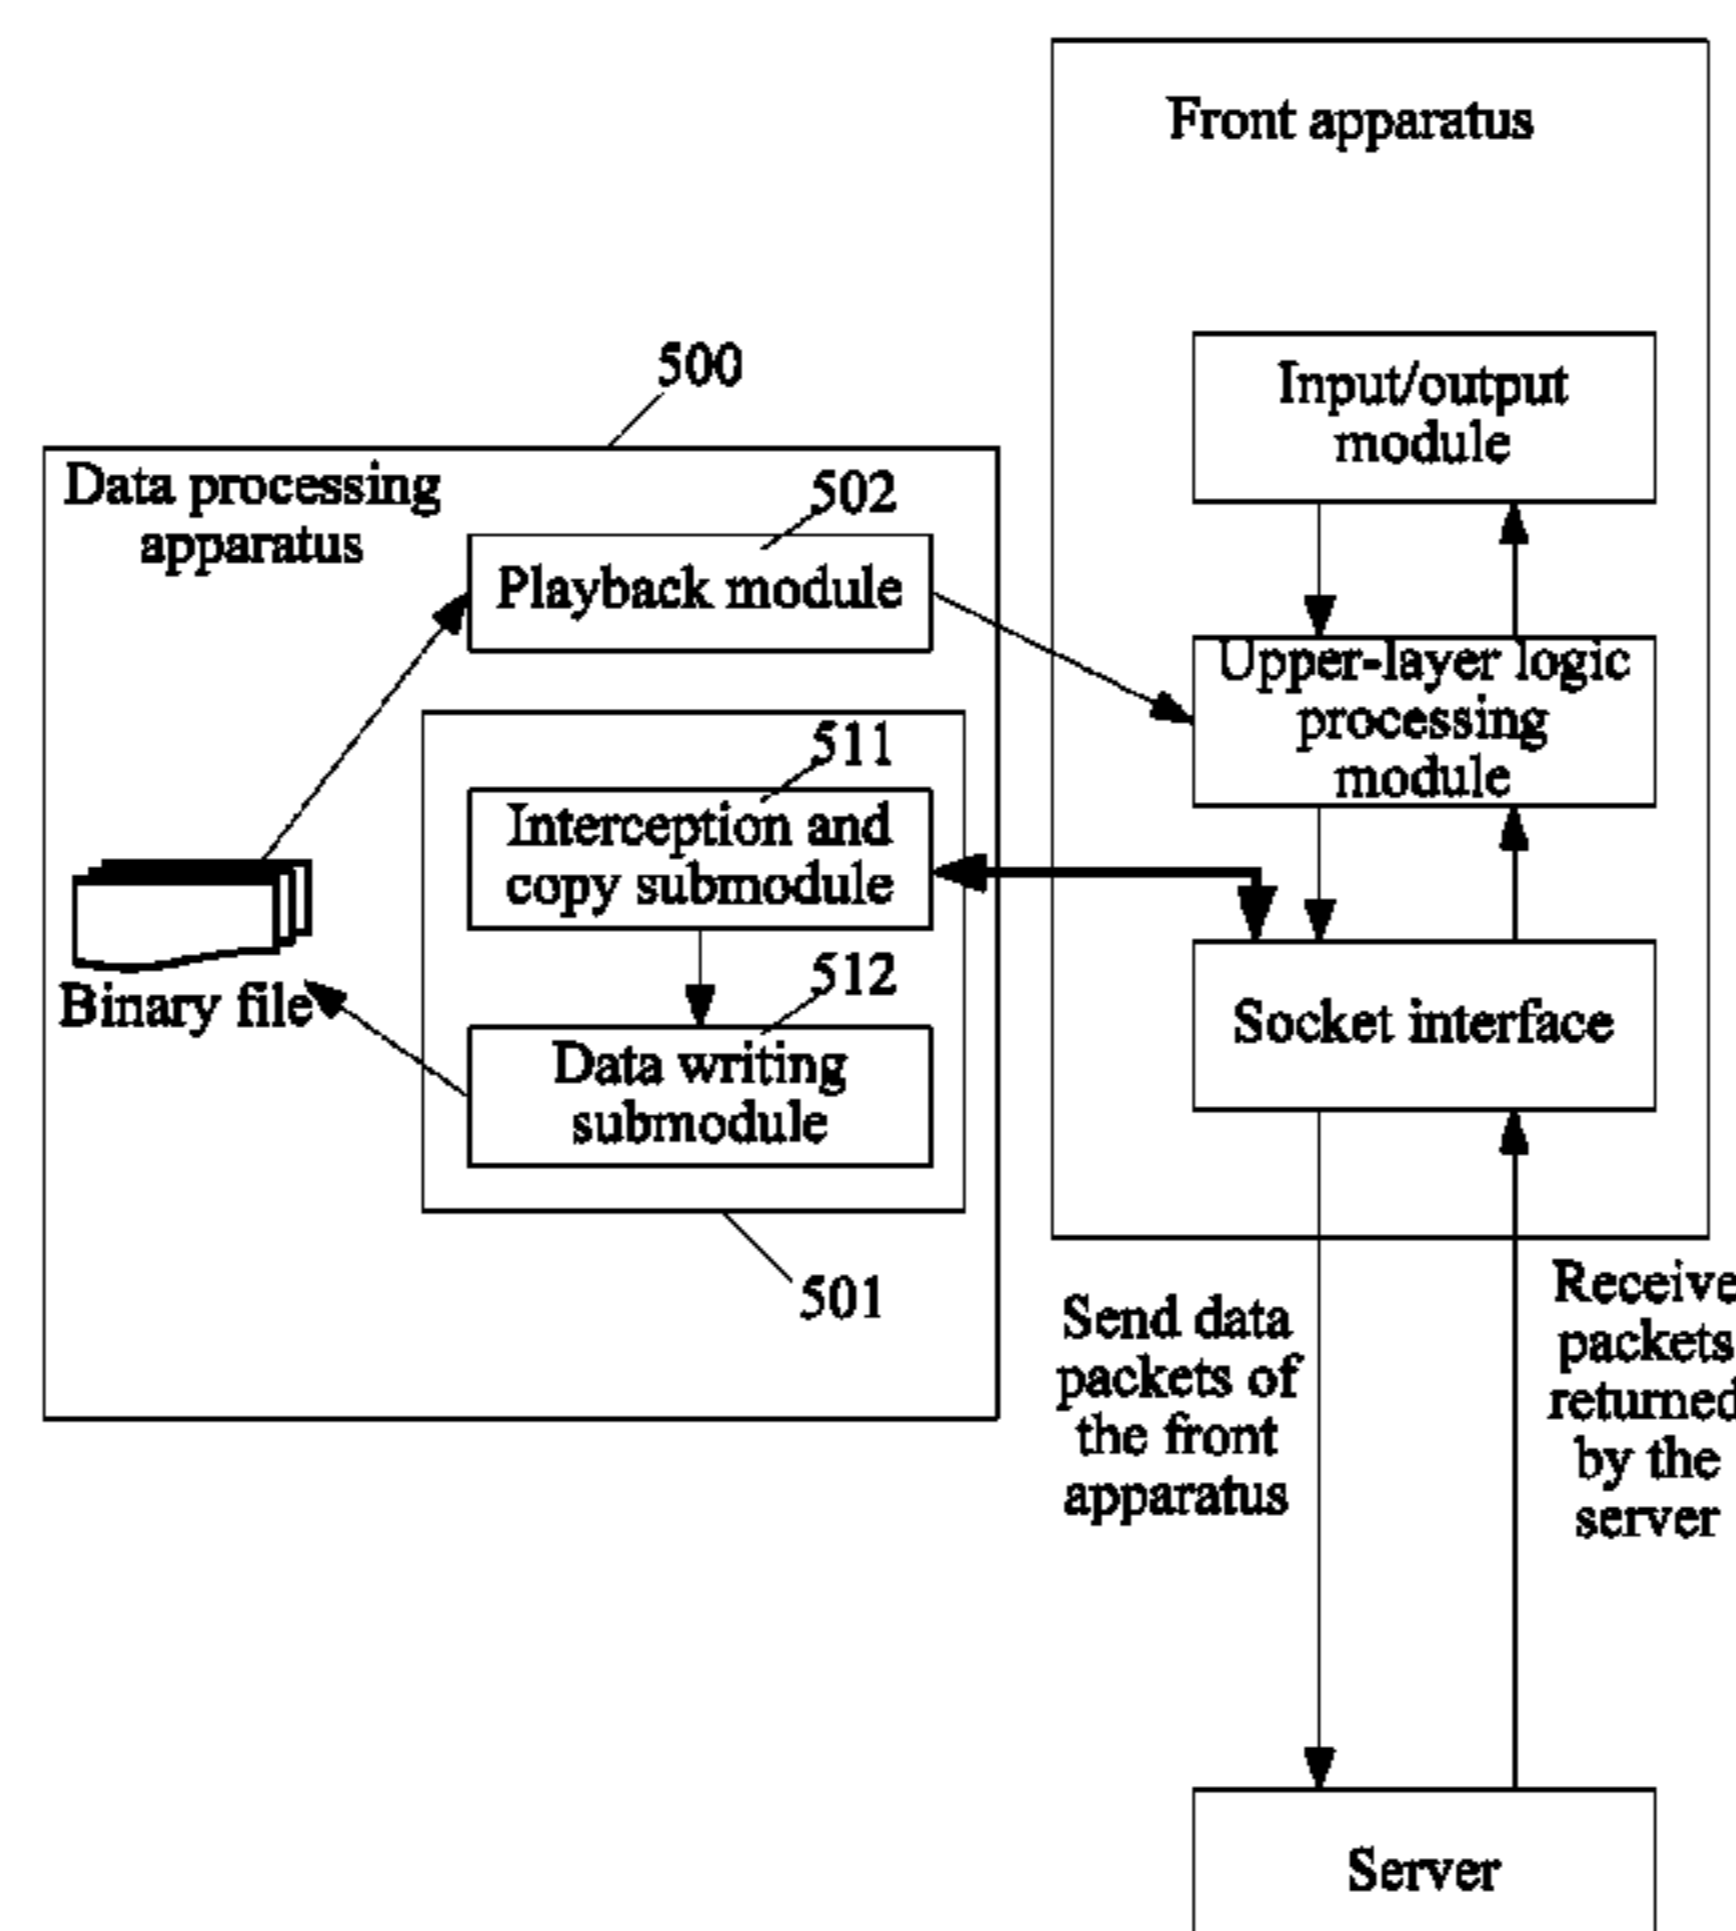 Front apparatus
Input/output
module
500
Data processing
apparatus
502
Playback module
Upper-layer logic
processing
module
511
Interception and
copy submodule
512
Binary file
Data writing
submodule
Socket interface
501
Send data
packets of
the front
apparatus
Receive
packets
returned
by the
server
Server